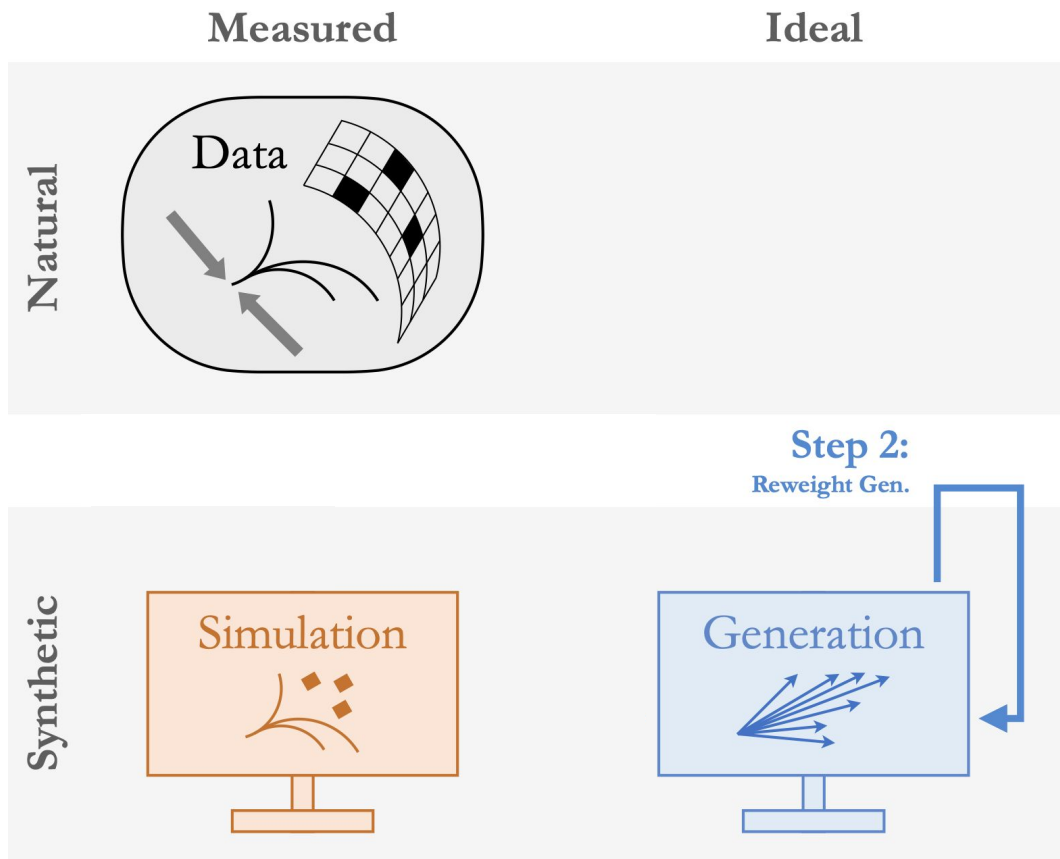 Measured
Ideal
Natural
Data
Step 2:
Reweight Gen.
Synthetic
Simulation
Generation